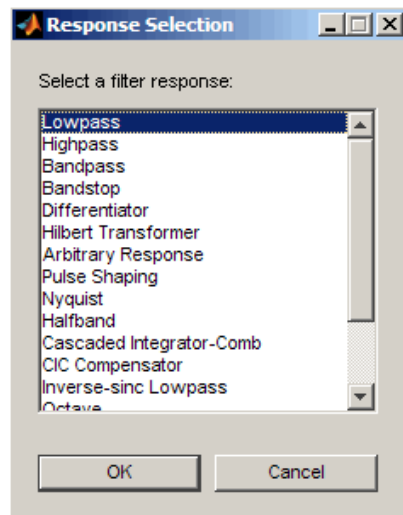 Response Selection
Select a filter response:
Lowpass
Highpass
Bandpass
Bandstop
Differentiator
Hilbert Transformer
Arbitrary Response
Pulse Shaping
Nyquist
Halfband
Cascaded Integrator-Comb
CIC Compensator
Inverse-sinc Lowpass
Octave
OK Cancel